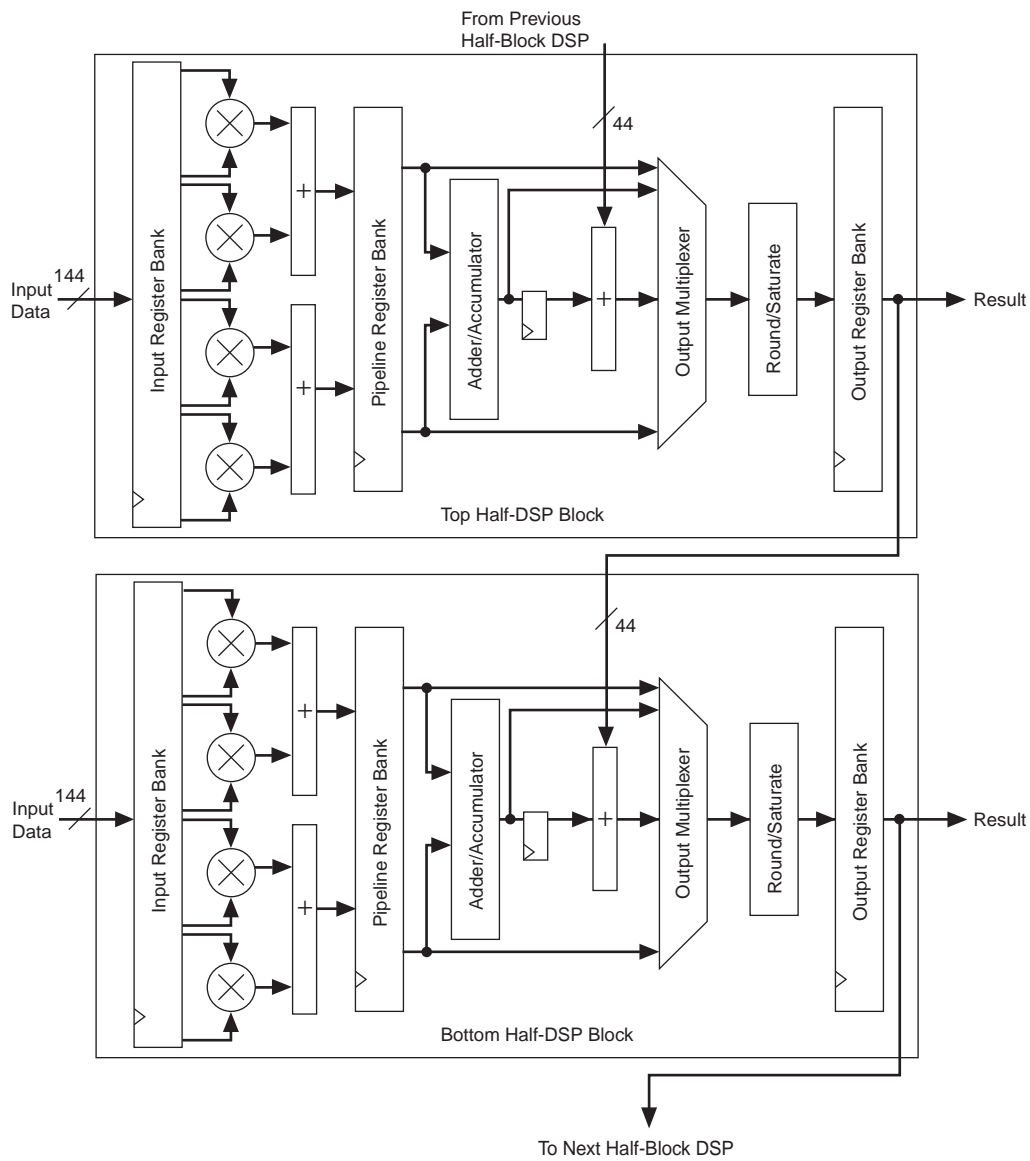 From Previous
Half-Block DSP
44
144
Input
Data
Input Register Bank
+
+
Pipeline Register Bank
Adder/Accumulator
+
Output Multiplexer
Round/Saturate
Output Register Bank
Result
Top Half-DSP Block
44
144
Input
Data
Input Register Bank
+
+
Pipeline Register Bank
Adder/Accumulator
+
Output Multiplexer
Round/Saturate
Output Register Bank
Result
Bottom Half-DSP Block
To Next Half-Block DSP